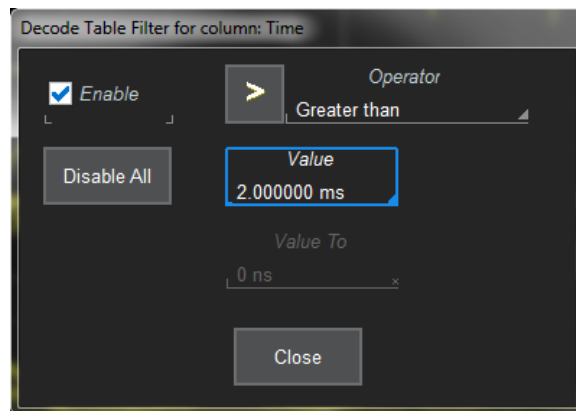 Decode Table Filter for column: Time
Enable
>
Operator
Greater than
Disable All
Value
2.000000 ms
Value To
0 ns
Close